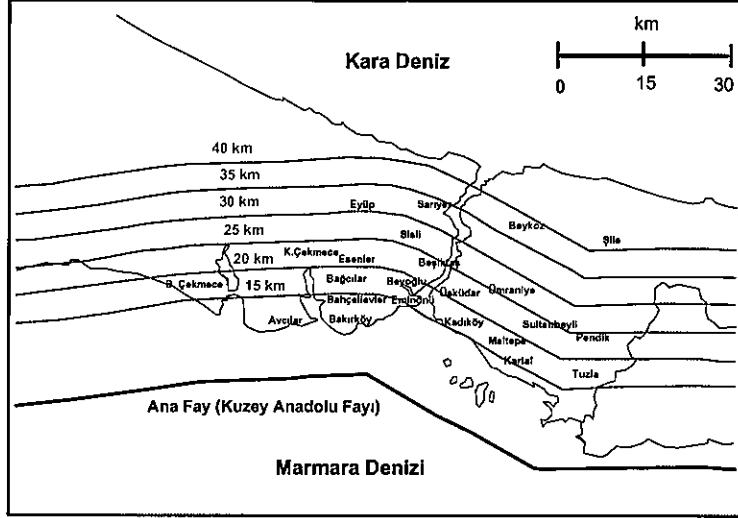 km
Kara Deniz
0 15 30
40 km
35 km
30 km
Eyüp
Sarıyer
Beykoz
25 km
Sisli
Şile
K.Çekmece
Esenler
Beşiktaş
20 km
Bağcılar
Beyoğlu
Ümraniye
B. Çekmece
15 km
Bahçelievler
Eminönü
Üsküdar
Avcılar
Bakırköy
Kadıköy
Sultanbeyli
Pendik
Maltepe
Kartal
Tuzla
Ana Fay (Kuzey Anadolu Fayı)
Marmara Denizi